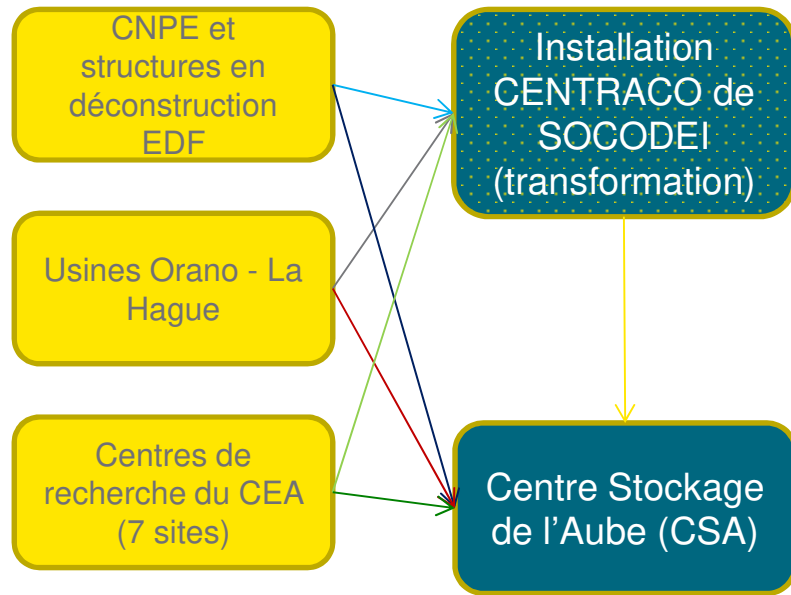 CNPE et
structures en
déconstruction
EDF
Installation
CENTRACO de
SOCODEI
(transformation)
Usines Orano - La
Hague
Centres de
recherche du CEA
(7 sites)
Centre Stockage
de l'Aube (CSA)